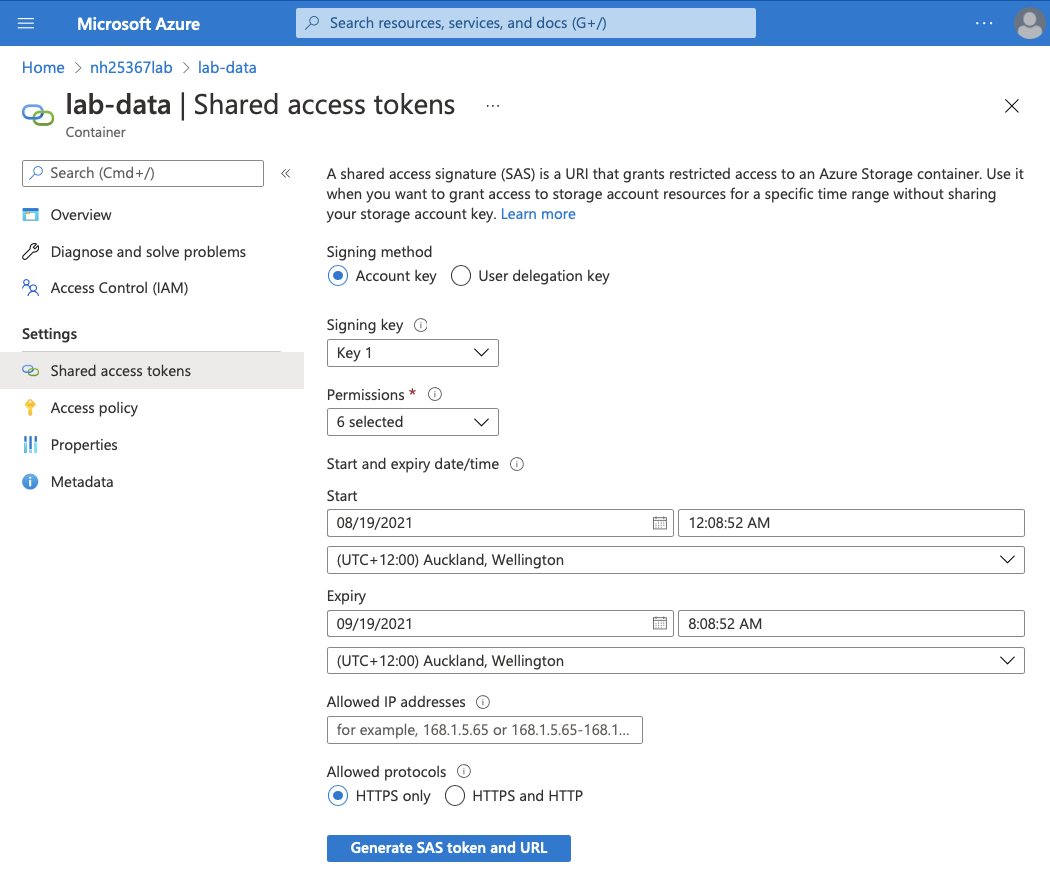 Microsoft Azure
Search resources, services, and docs (G+/)
...
Home > nh25367lab > lab-data
lab-data | Shared access tokens ...
Container
Search (Cmd+/)
«
Overview
Diagnose and solve problems
Access Control (IAM)
Settings
Shared access tokens
Access policy
Properties
Metadata
A shared access signature (SAS) is a URI that grants restricted access to an Azure Storage container. Use it
when you want to grant access to storage account resources for a specific time range without sharing
your storage account key. Learn more
Signing method
Account key User delegation key
Signing key
Key 1
Permissions *
6 selected
Start and expiry date/time
Start
08/19/2021 12:08:52 AM
(UTC+12:00) Auckland, Wellington
Expiry
09/19/2021 8:08:52 AM
(UTC+12:00) Auckland, Wellington
Allowed IP addresses
for example, 168.1.5.65 or 168.1.5.65-168.1...
Allowed protocols
HTTPS only HTTPS and HTTP
Generate SAS token and URL